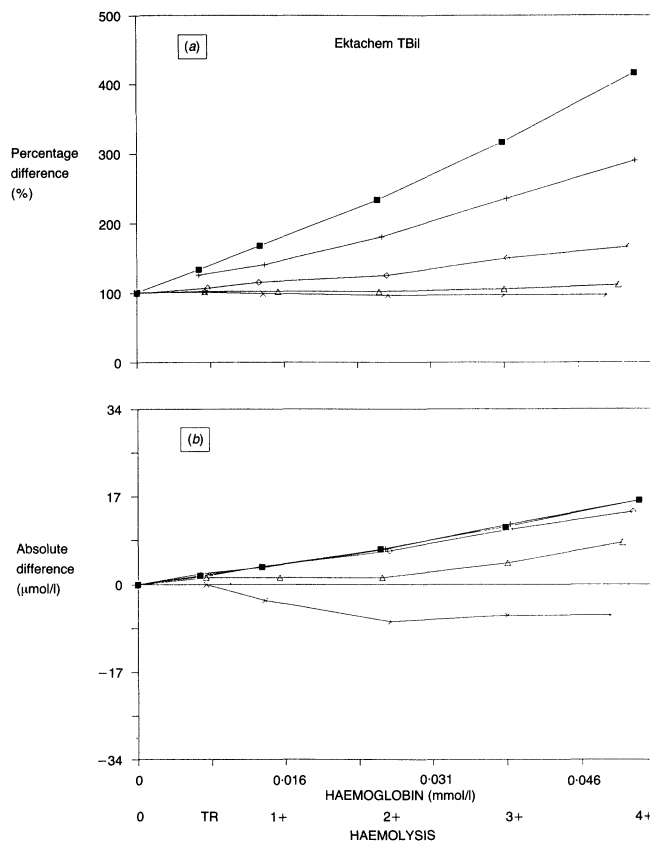 500
(a)
Ektachem TBil
400
Percentage
difference
(%)
300
200
100
0
34
(b)
17
Absolute
difference
(μmol/l)
0
−17
−34
0 0·016 0·031 0·046
HAEMOGLOBIN (mmol/l)
0 TR 1+ 2+ 3+ 4+
HAEMOLYSIS